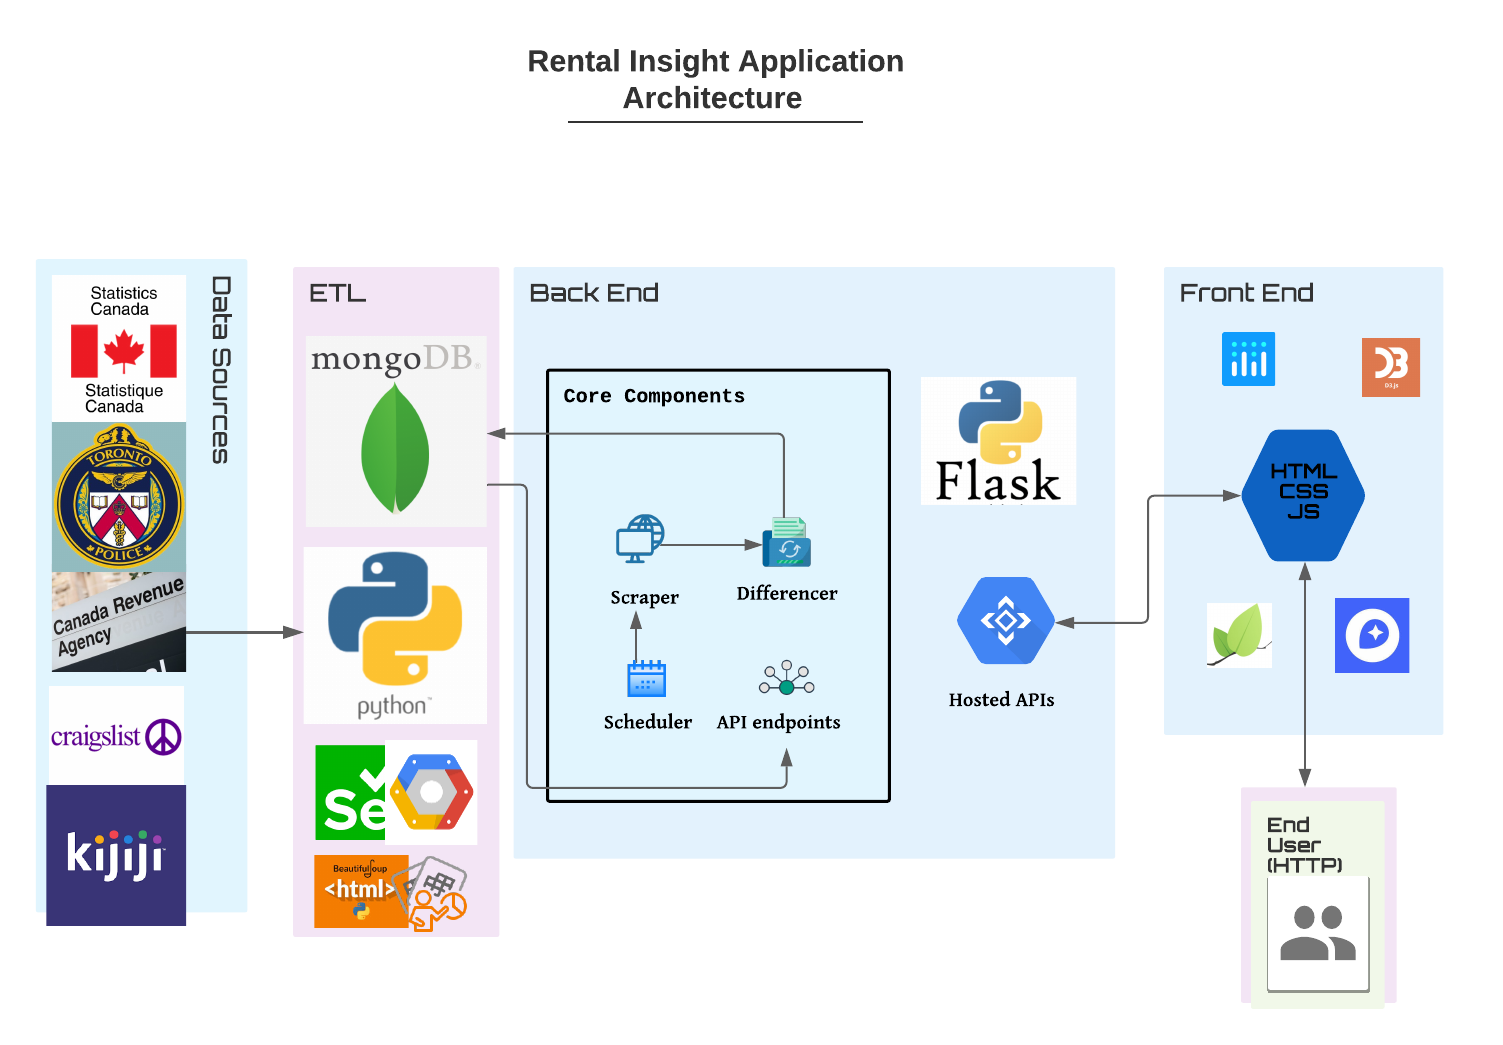 Rental Insight Application
Architecture
Data Sources
Statistics
Canada
Statistique
Canada
TORONTO
POLICE
Canada Revenue
Agency
craigslist
kijiji
ETL
mongoDB®
python™
Se
Beautiful Soup
<html>
Back End
Core Components
Scraper
Differencer
Scheduler
API endpoints
Flask
Hosted APIs
Front End
D3.js
HTML
CSS
JS
End
User
(HTTP)